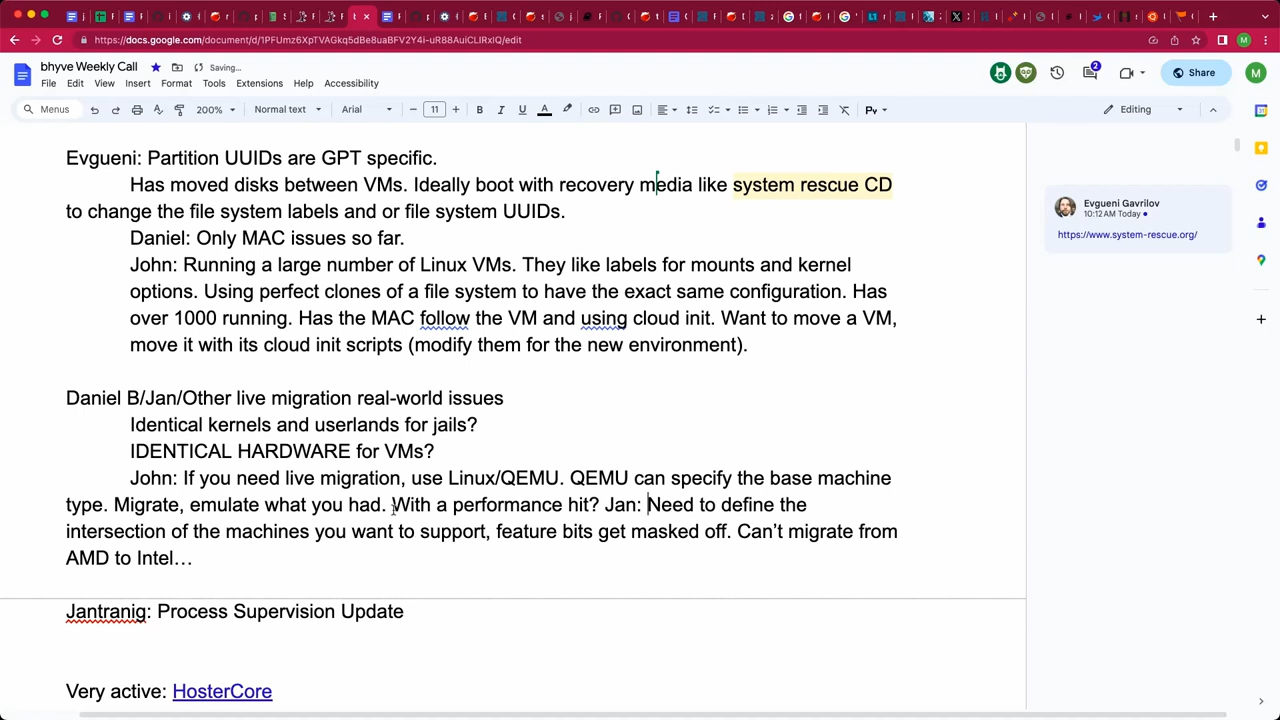 https://docs.google.com/document/d/1PFUmz6XpTVAGkq5dBe8uaBFV2Y4i-uR88AuiCLIRxIQ/edit
bhyve Weekly Call
Saving...
File Edit View Insert Format Tools Extensions Help Accessibility
2
Share
M
Menus
200%
Normal text
Arial
11
Editing
Evgueni: Partition UUIDs are GPT specific.
Has moved disks between VMs. Ideally boot with recovery media like system rescue CD
to change the file system labels and or file system UUIDs.
Daniel: Only MAC issues so far.
John: Running a large number of Linux VMs. They like labels for mounts and kernel
options. Using perfect clones of a file system to have the exact same configuration. Has
over 1000 running. Has the MAC follow the VM and using cloud init. Want to move a VM,
move it with its cloud init scripts (modify them for the new environment).
Daniel B/Jan/Other live migration real-world issues
Identical kernels and userlands for jails?
IDENTICAL HARDWARE for VMs?
John: If you need live migration, use Linux/QEMU. QEMU can specify the base machine
type. Migrate, emulate what you had. With a performance hit? Jan: Need to define the
intersection of the machines you want to support, feature bits get masked off. Can't migrate from
AMD to Intel…
Jantranig: Process Supervision Update
Very active: HosterCore
Evgueni Gavrilov
10:12 AM Today
https://www.system-rescue.org/